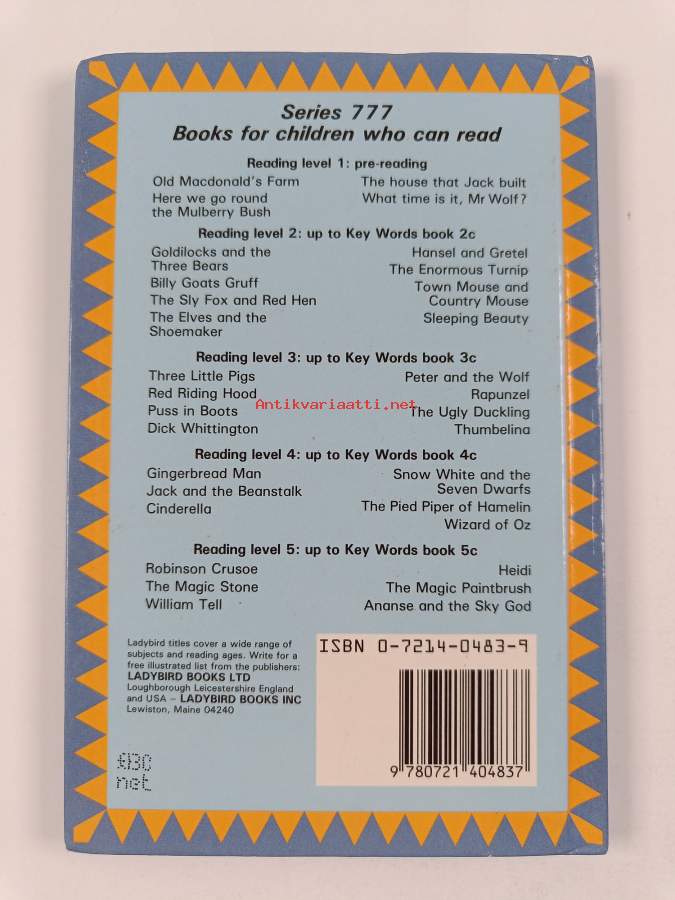 Series 777
Books for children who can read
Reading level 1: pre-reading
Old Macdonald's Farm
Here we go round
the Mulberry Bush
The house that Jack built
What time is it, Mr Wolf?
Reading level 2: up to Key Words book 2c
Goldilocks and the
Three Bears
Billy Goats Gruff
The Sly Fox and Red Hen
The Elves and the
Shoemaker
Hansel and Gretel
The Enormous Turnip
Town Mouse and
Country Mouse
Sleeping Beauty
Reading level 3: up to Key Words book 3c
Three Little Pigs
Red Riding Hood
Puss in Boots
Dick Whittington
Peter and the Wolf
Rapunzel
The Ugly Duckling
Thumbelina
Antikvariaatti.net
Reading level 4: up to Key Words book 4c
Gingerbread Man
Jack and the Beanstalk
Cinderella
Snow White and the
Seven Dwarfs
The Pied Piper of Hamelin
Wizard of Oz
Reading level 5: up to Key Words book 5c
Robinson Crusoe
The Magic Stone
William Tell
Heidi
The Magic Paintbrush
Ananse and the Sky God
Ladybird titles cover a wide range of
subjects and reading ages. Write for a
free illustrated list from the publishers:
LADYBIRD BOOKS LTD
Loughborough Leicestershire England
and USA – LADYBIRD BOOKS INC
Lewiston, Maine 04240
net
ISBN 0-7214-0483-9
9 780721 404837